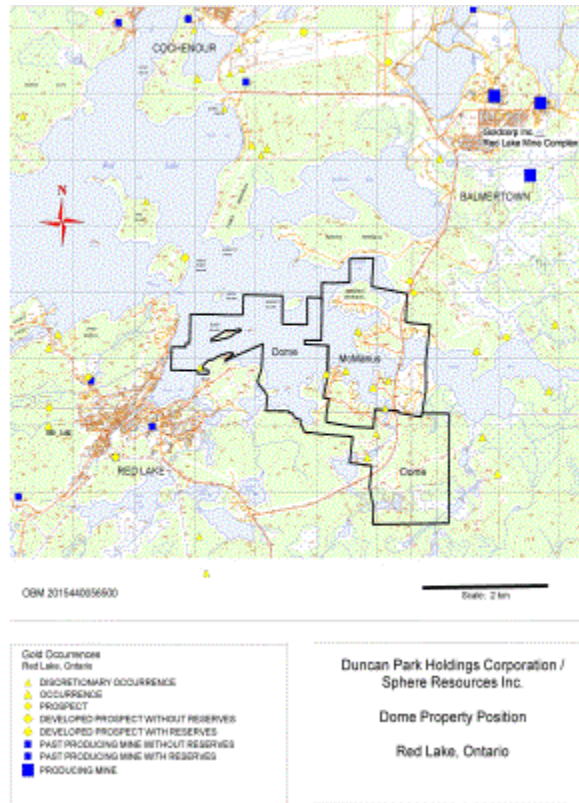 COCHENOUR
Goldcorp Inc.
Red Lake Mine Complex
BALMERTOWN
N
Dome
McManus
RED LAKE
Dome
OBM 2015440056500
Scale: 2 km
Gold Occurrences
Red Lake, Ontario
DISCRETIONARY OCCURRENCE
OCCURRENCE
PROSPECT
DEVELOPED PROSPECT WITHOUT RESERVES
DEVELOPED PROSPECT WITH RESERVES
PAST PRODUCING MINE WITHOUT RESERVES
PAST PRODUCING MINE WITH RESERVES
PRODUCING MINE
Duncan Park Holdings Corporation /
Sphere Resources Inc.
Dome Property Position
Red Lake, Ontario